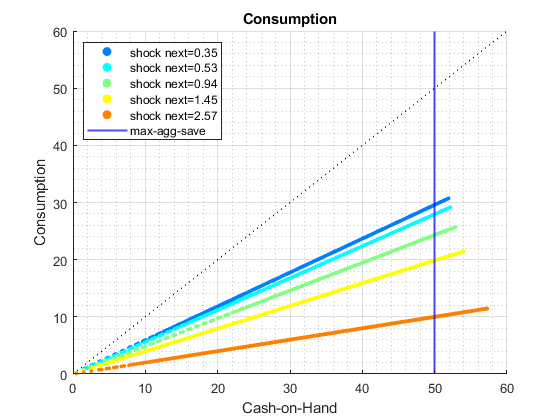 Consumption
shock next=0.35
shock next=0.53
shock next=0.94
shock next=1.45
shock next=2.57
max-agg-save
60
50
40
30
20
10
0
Consumption
0
10
20
30
40
50
60
Cash-on-Hand